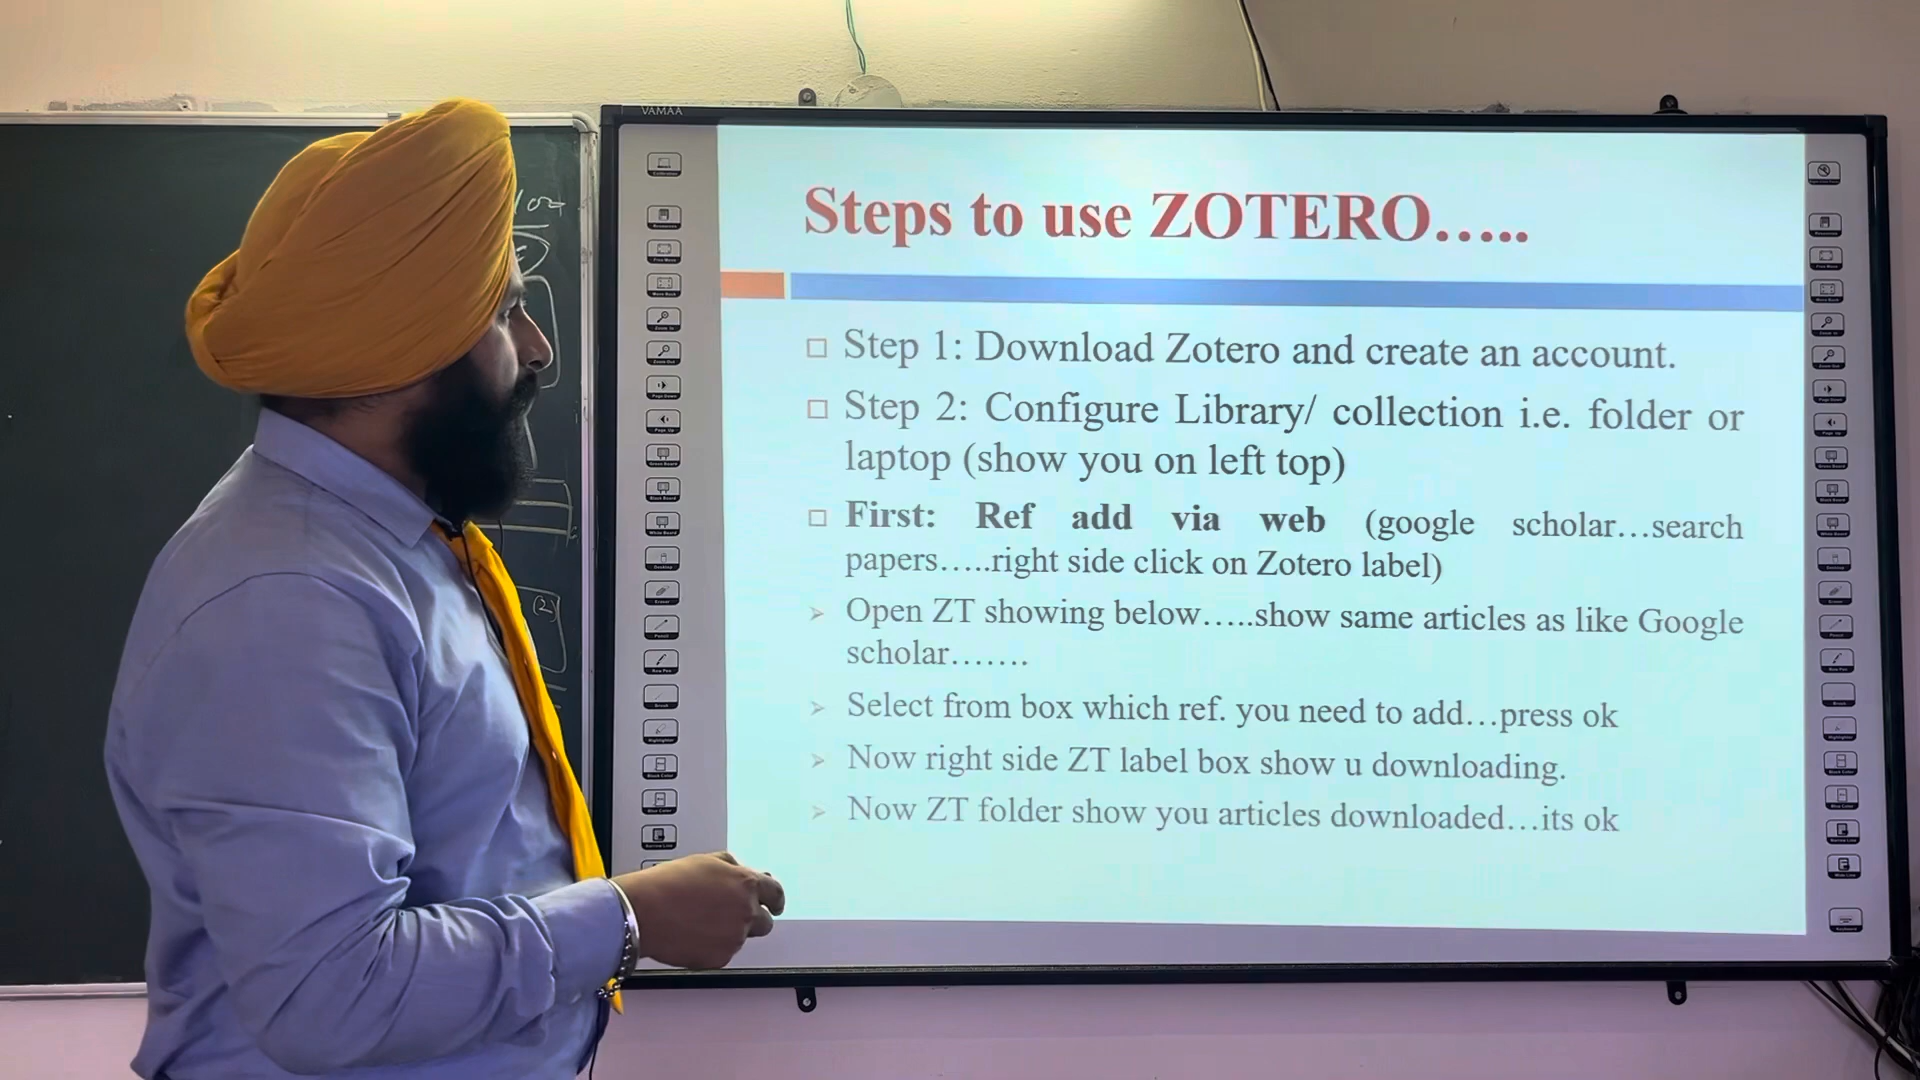 VAMAA
Steps to use ZOTERO…..
Step 1: Download Zotero and create an account.
Step 2: Configure Library/ collection i.e. folder or
laptop (show you on left top)
First: Ref add via web (google scholar…search
papers…..right side click on Zotero label)
Open ZT showing below…..show same articles as like Google
scholar…….
Select from box which ref. you need to add…press ok
Now right side ZT label box show u downloading.
Now ZT folder show you articles downloaded…its ok
(2)